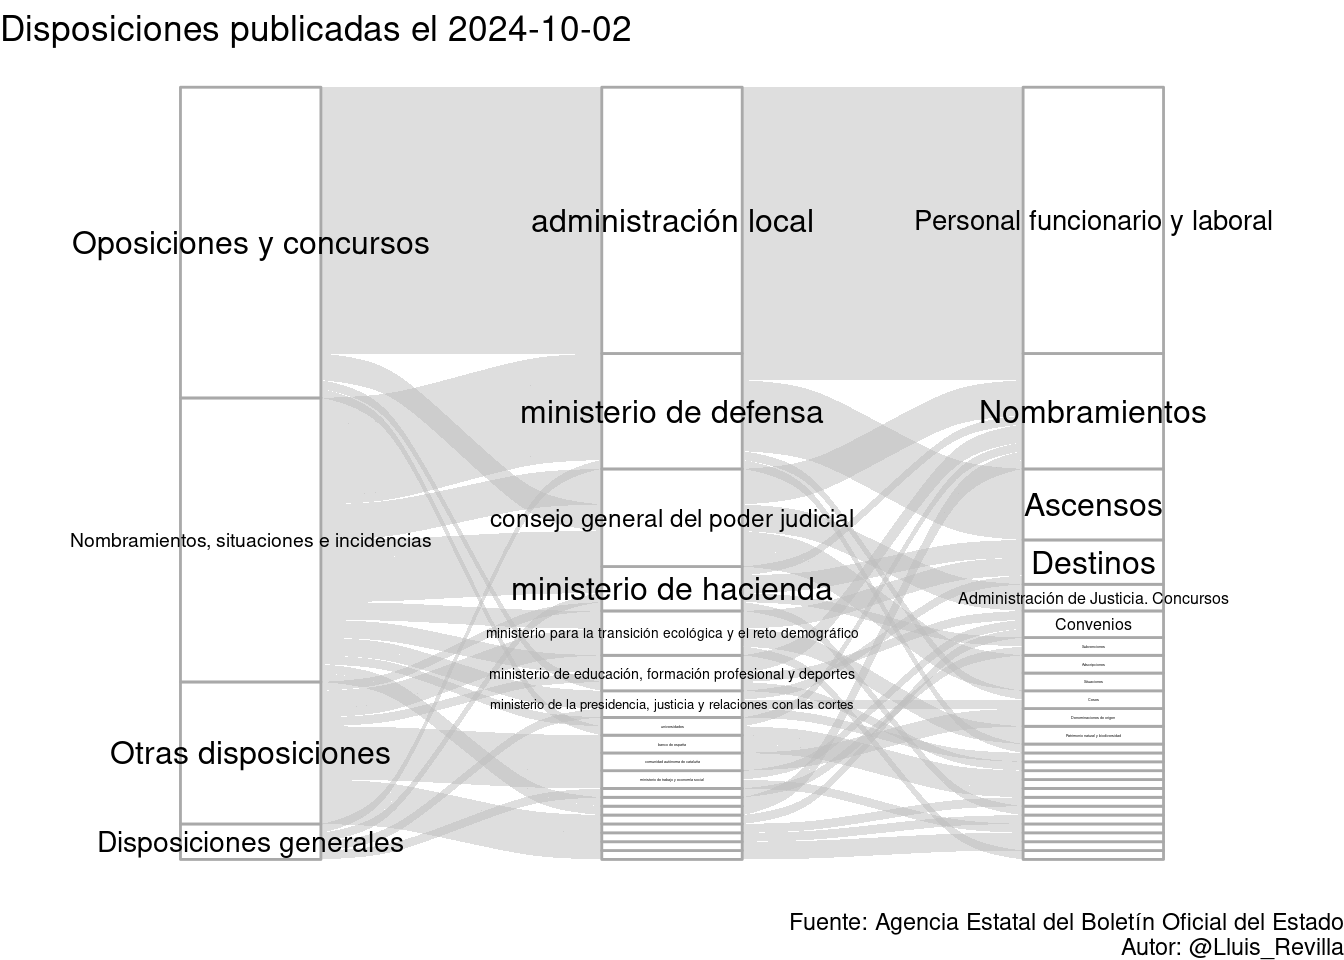 Disposiciones publicadas el 2024-10-02
Oposiciones y concursos
Nombramientos, situaciones e incidencias
Otras disposiciones
Disposiciones generales
administración local
ministerio de defensa
consejo general del poder judicial
ministerio de hacienda
ministerio para la transición ecológica y el reto demográfico
ministerio de educación, formación profesional y deportes
ministerio de la presidencia, justicia y relaciones con las cortes
universidades
banco de españa
comunidad autónoma de cataluña
ministerio de trabajo y economía social
Personal funcionario y laboral
Nombramientos
Ascensos
Destinos
Administración de Justicia. Concursos
Convenios
Subvenciones
Adscripciones
Situaciones
Ceses
Denominaciones de origen
Patrimonio natural y biodiversidad
Fuente: Agencia Estatal del Boletín Oficial del Estado
Autor: @Lluis_Revilla